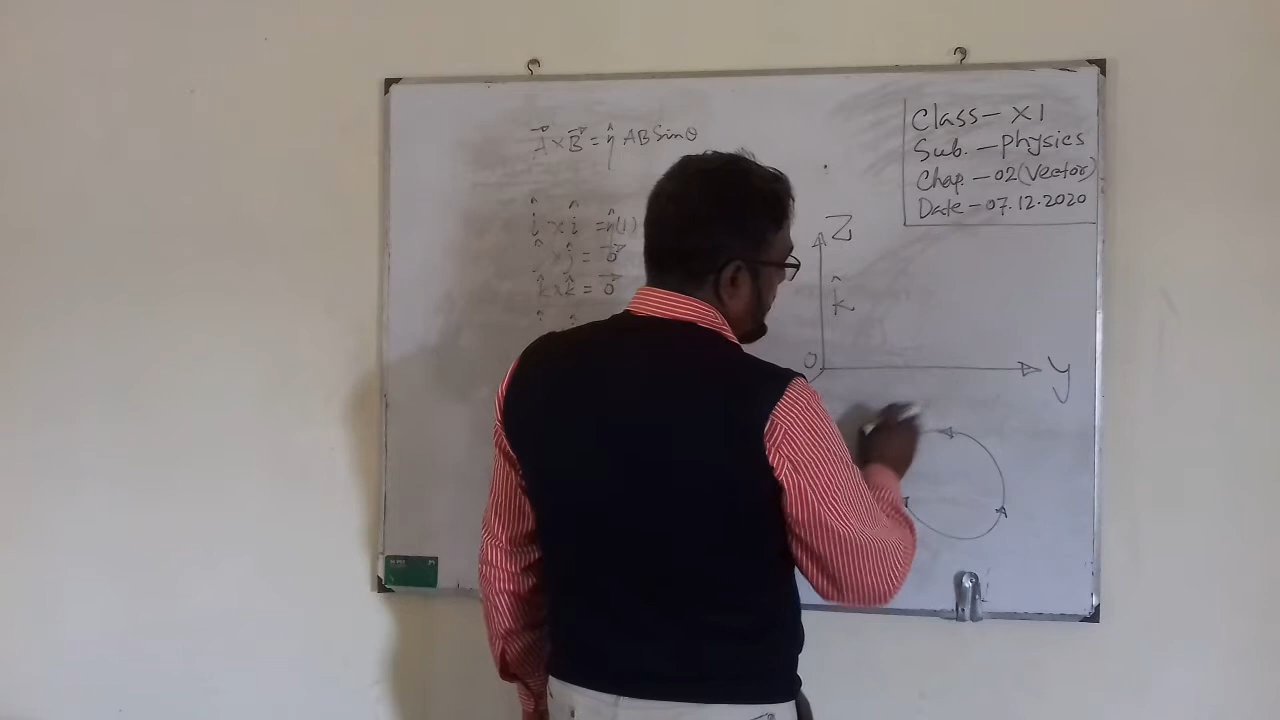 A⃗ × B⃗ = η̂ AB Sinθ
î × î = η̂(1)
ĵ × ĵ = 0⃗
k̂ × k̂ = 0⃗
Class - XI
Sub. - Physics
Chap. - 02 (Vector)
Date - 07.12.2020
Z
k̂
O
y